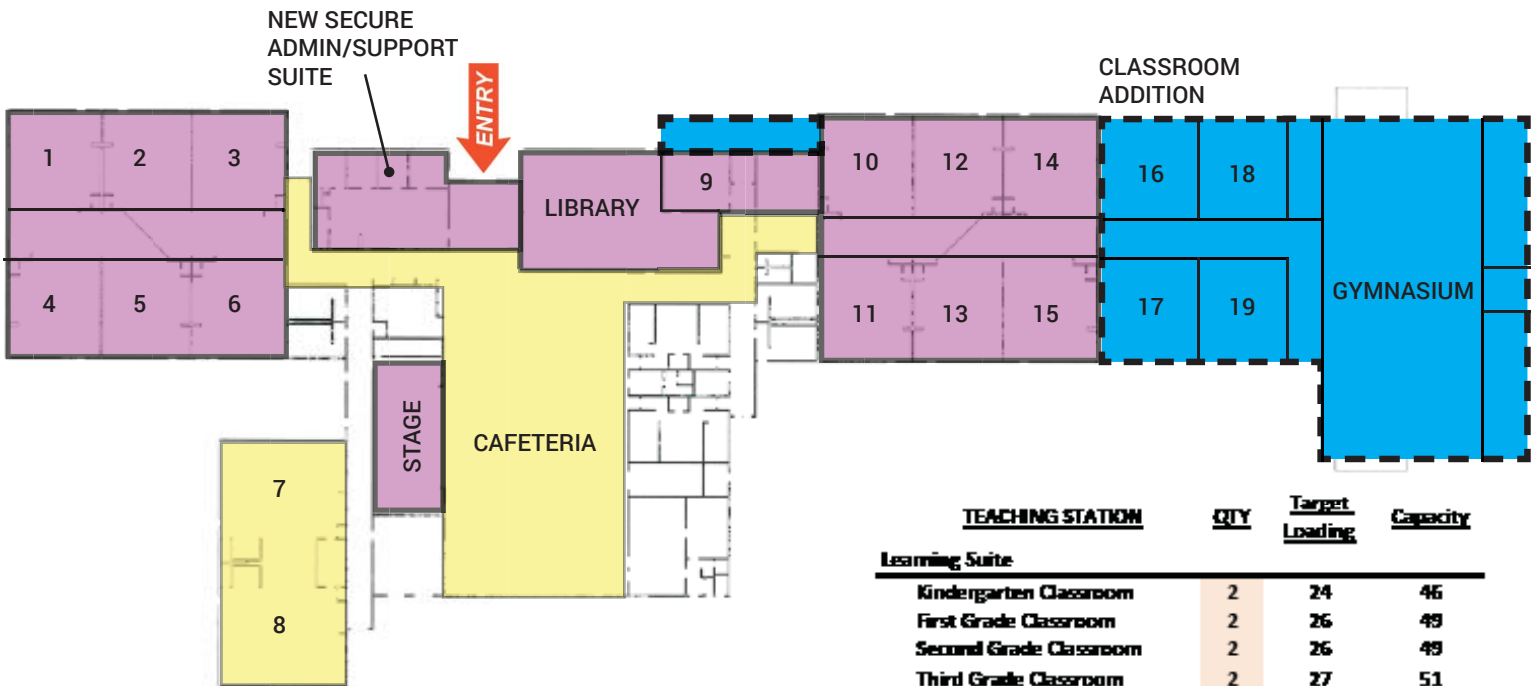 NEW SECURE
ADMIN/SUPPORT
SUITE
ENTRY
CLASSROOM
ADDITION
1 2 3
4 5 6
LIBRARY
9
10 12 14
11 13 15
16 18
17 19
GYMNASIUM
STAGE
CAFETERIA
7
8
TEACHING STATION QTY Target Loading Capacity
Learning Suite
Kindergarten Classroom 2 24 46
First Grade Classroom 2 26 49
Second Grade Classroom 2 26 49
Third Grade Classroom 2 27 51